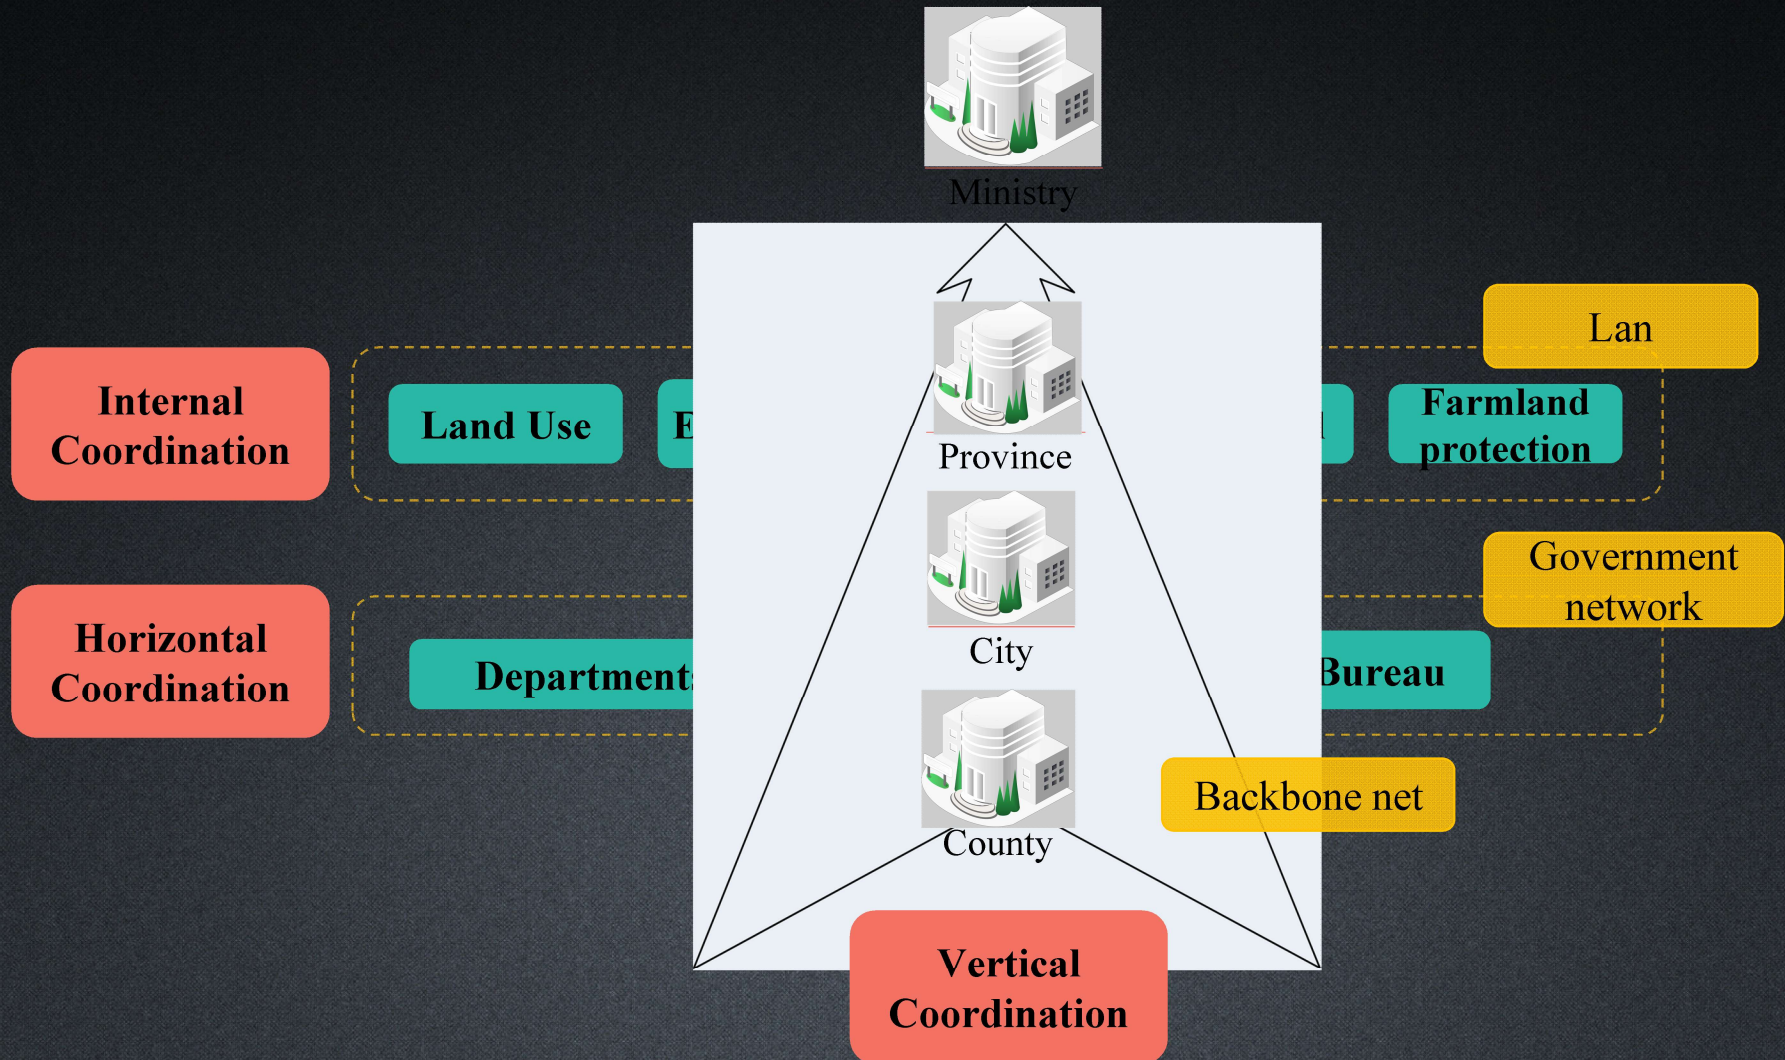 Ministry
Lan
Internal
Coordination
Land Use
Farmland
protection
Province
Government
network
Horizontal
Coordination
City
Bureau
Backbone net
County
Vertical
Coordination